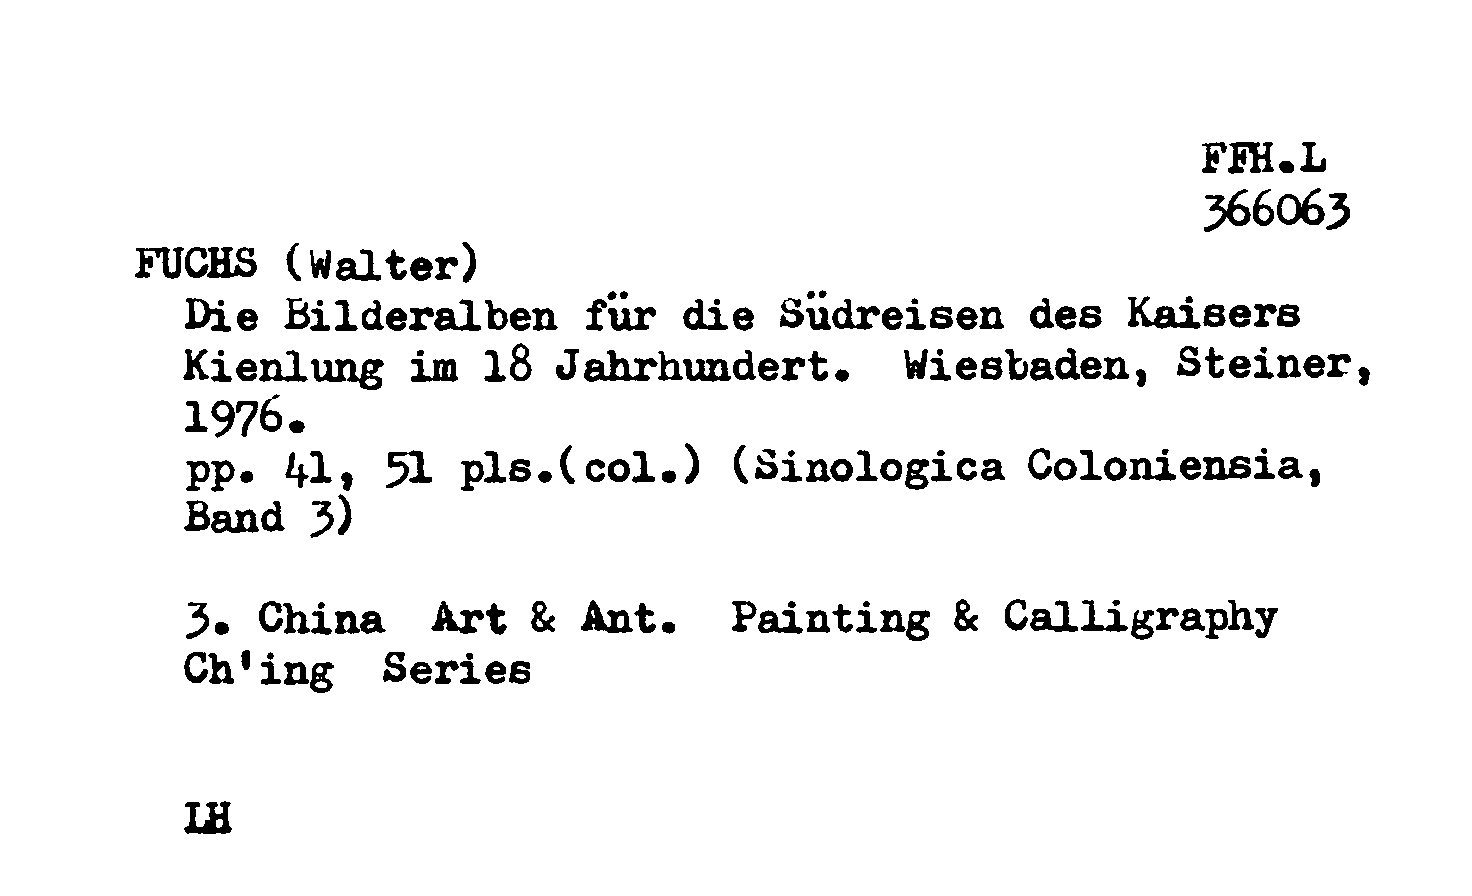 FFH.L
366063
FUCHS (Walter)
Die Bilderalben für die Südreisen des Kaisers
Kienlung im 18 Jahrhundert. Wiesbaden, Steiner,
1976.
pp. 41, 51 pls.(col.) (Sinologica Coloniensia,
Band 3)
3. China Art & Ant. Painting & Calligraphy
Ch'ing Series
LH